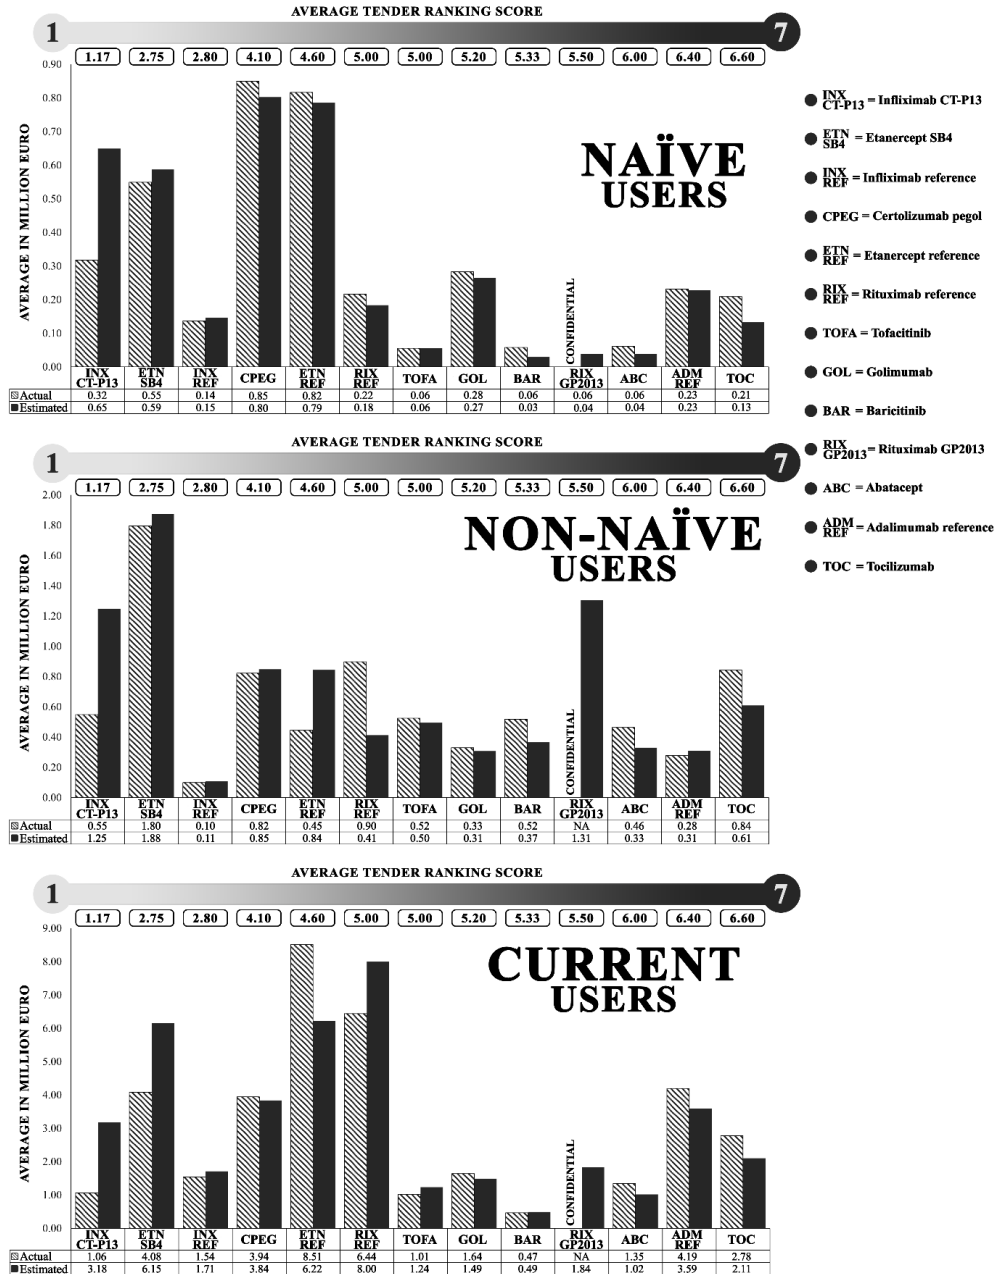 AVERAGE TENDER RANKING SCORE
1 7
1.17 2.75 2.80 4.10 4.60 5.00 5.00 5.20 5.33 5.50 6.00 6.40 6.60
NAÏVE
USERS
AVERAGE IN MILLION EURO
0.90
0.80
0.70
0.60
0.50
0.40
0.30
0.20
0.10
0.00
CONFIDENTIAL
INX CT-P13 ETN SB4 INX REF CPEG ETN REF RIX REF TOFA GOL BAR RIX GP2013 ABC ADM REF TOC
Actual 0.32 0.55 0.14 0.85 0.82 0.22 0.06 0.28 0.06 0.06 0.06 0.23 0.21
Estimated 0.65 0.59 0.15 0.80 0.79 0.18 0.06 0.27 0.03 0.04 0.04 0.23 0.13
AVERAGE TENDER RANKING SCORE
1 7
1.17 2.75 2.80 4.10 4.60 5.00 5.00 5.20 5.33 5.50 6.00 6.40 6.60
NON-NAÏVE
USERS
AVERAGE IN MILLION EURO
2.00
1.80
1.60
1.40
1.20
1.00
0.80
0.60
0.40
0.20
0.00
CONFIDENTIAL
INX CT-P13 ETN SB4 INX REF CPEG ETN REF RIX REF TOFA GOL BAR RIX GP2013 ABC ADM REF TOC
Actual 0.55 1.80 0.10 0.82 0.45 0.90 0.52 0.33 0.52 NA 0.46 0.28 0.84
Estimated 1.25 1.88 0.11 0.85 0.84 0.41 0.50 0.31 0.37 1.31 0.33 0.31 0.61
AVERAGE TENDER RANKING SCORE
1 7
1.17 2.75 2.80 4.10 4.60 5.00 5.00 5.20 5.33 5.50 6.00 6.40 6.60
CURRENT
USERS
AVERAGE IN MILLION EURO
9.00
8.00
7.00
6.00
5.00
4.00
3.00
2.00
1.00
0.00
CONFIDENTIAL
INX CT-P13 ETN SB4 INX REF CPEG ETN REF RIX REF TOFA GOL BAR RIX GP2013 ABC ADM REF TOC
Actual 1.06 4.08 1.54 3.94 8.51 6.44 1.01 1.64 0.47 NA 1.35 4.19 2.78
Estimated 3.18 6.15 1.71 3.84 6.22 8.00 1.24 1.49 0.49 1.84 1.02 3.59 2.11
INX CT-P13 = Infliximab CT-P13
ETN SB4 = Etanercept SB4
INX REF = Infliximab reference
CPEG = Certolizumab pegol
ETN REF = Etanercept reference
RIX REF = Rituximab reference
TOFA = Tofacitinib
GOL = Golimumab
BAR = Baricitinib
RIX GP2013 = Rituximab GP2013
ABC = Abatacept
ADM REF = Adalimumab reference
TOC = Tocilizumab